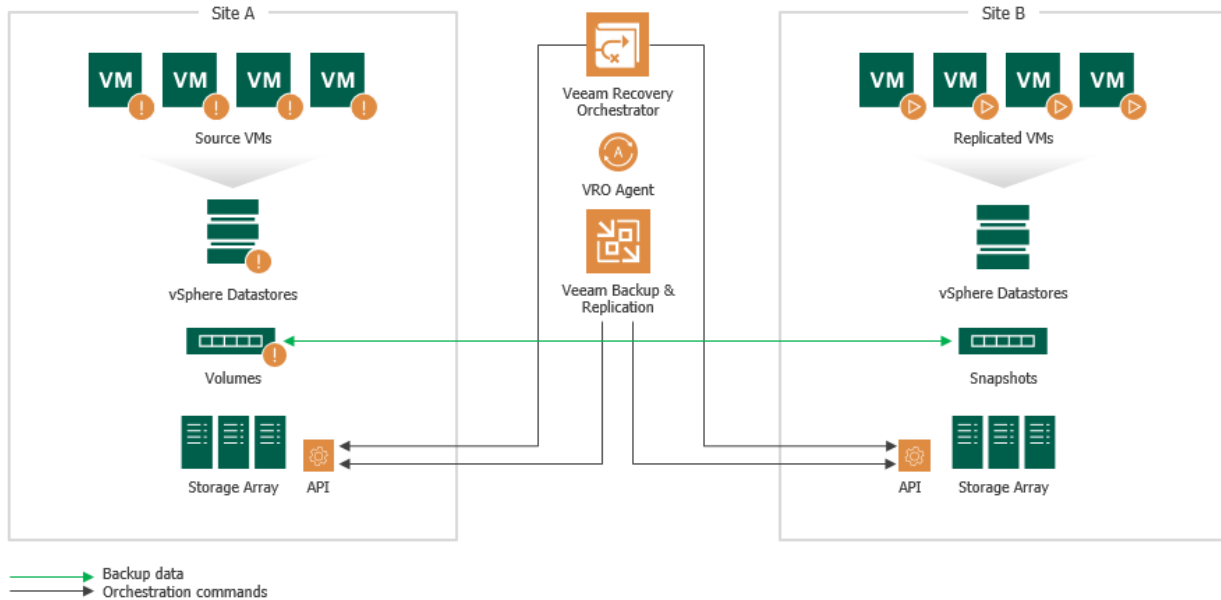 Site A
VM VM VM VM
Source VMs
vSphere Datastores
Volumes
Storage Array API
Veeam Recovery
Orchestrator
A
VRO Agent
Veeam Backup &
Replication
Site B
VM VM VM VM
Replicated VMs
vSphere Datastores
Snapshots
API Storage Array
Backup data
Orchestration commands